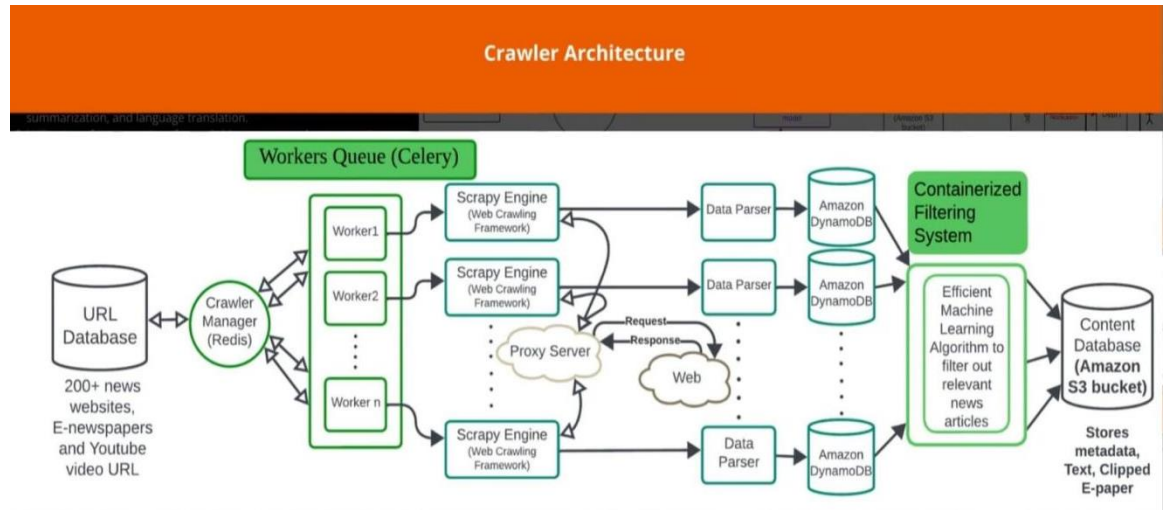 Crawler Architecture
summarization, and language translation.
model
(Amazon S3
bucket)
Workers Queue (Celery)
URL
Database
200+ news
websites,
E-newspapers
and Youtube
video URL
Crawler
Manager
(Redis)
Worker1
Worker2
Worker n
Scrapy Engine
(Web Crawling
Framework)
Scrapy Engine
(Web Crawling
Framework)
Scrapy Engine
(Web Crawling
Framework)
Proxy Server
Request
Response
Web
Data Parser
Data Parser
Data
Parser
Amazon
DynamoDB
Amazon
DynamoDB
Amazon
DynamoDB
Containerized
Filtering
System
Efficient
Machine
Learning
Algorithm to
filter out
relevant
news
articles
Content
Database
(Amazon
S3 bucket)
Stores
metadata,
Text, Clipped
E-paper